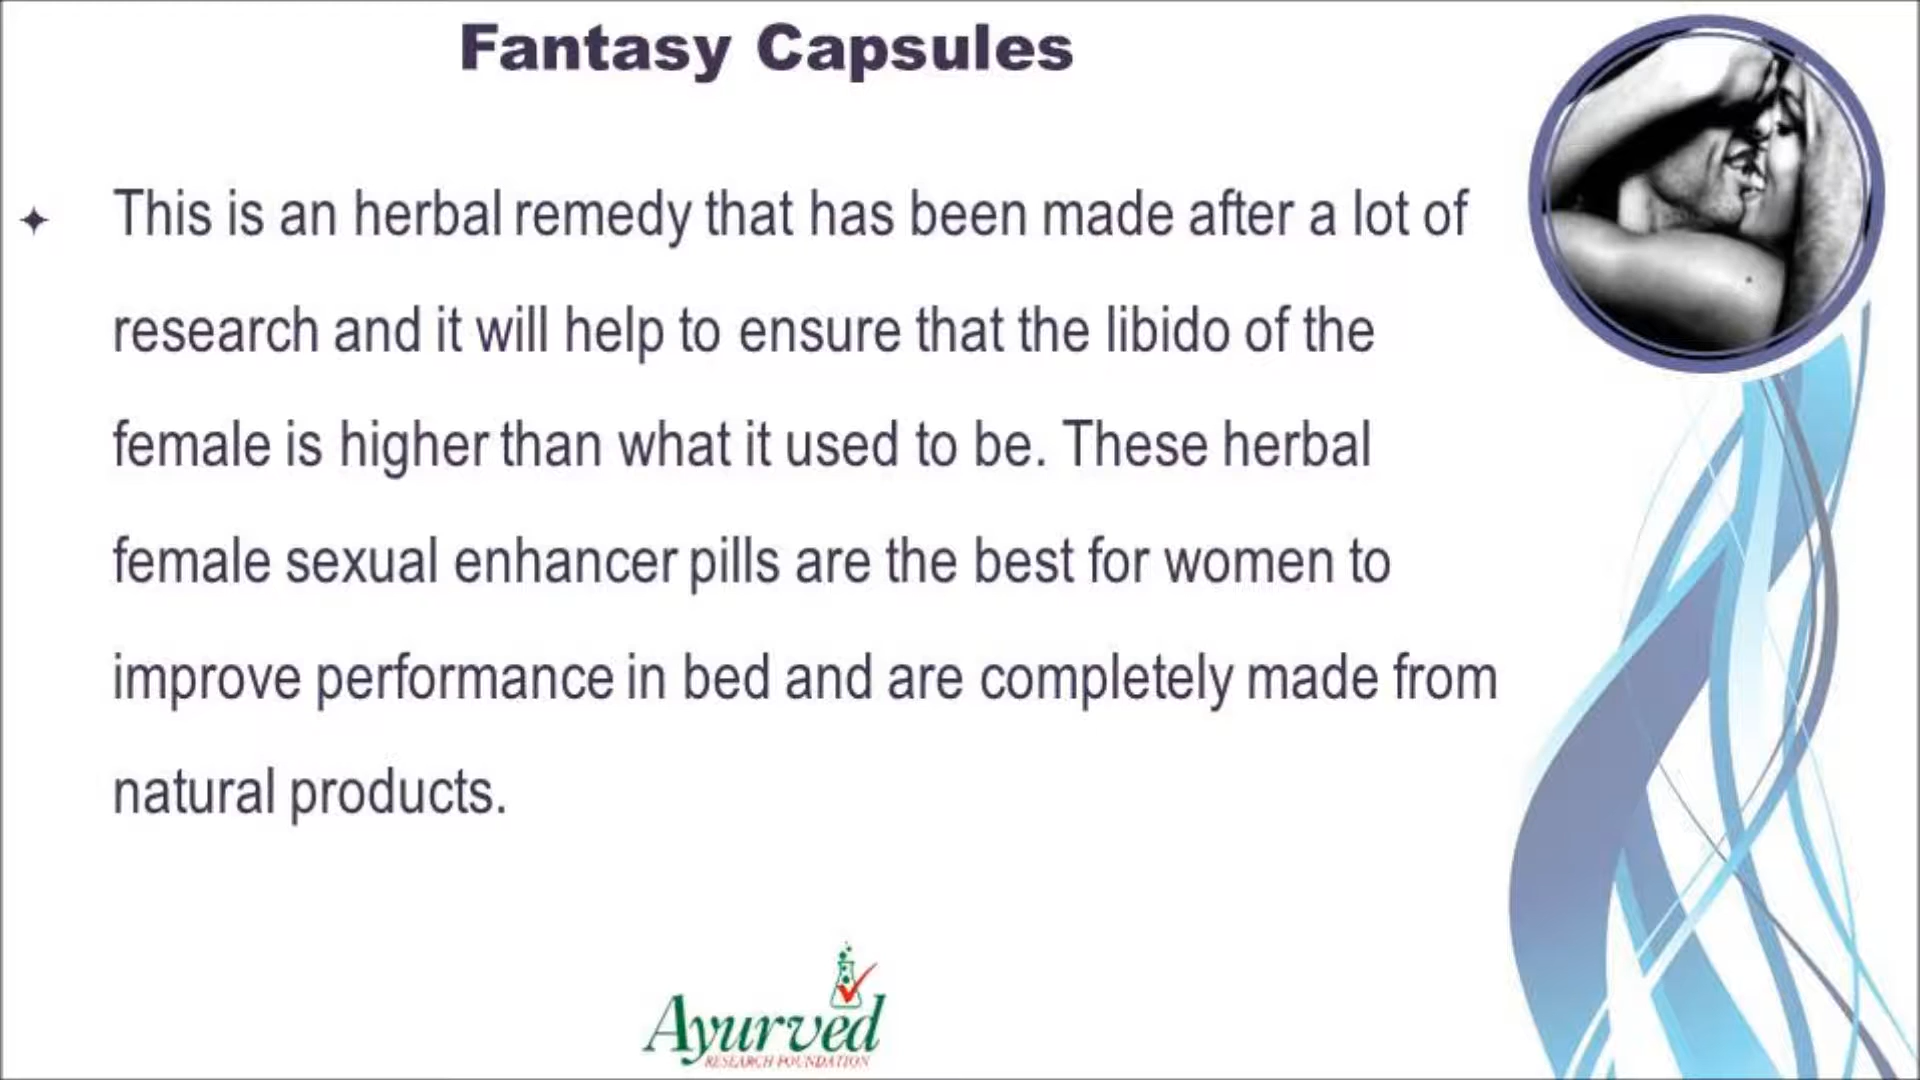 Fantasy Capsules
✦ This is an herbal remedy that has been made after a lot of
research and it will help to ensure that the libido of the
female is higher than what it used to be. These herbal
female sexual enhancer pills are the best for women to
improve performance in bed and are completely made from
natural products.
Ayurved
RESEARCH FOUNDATION